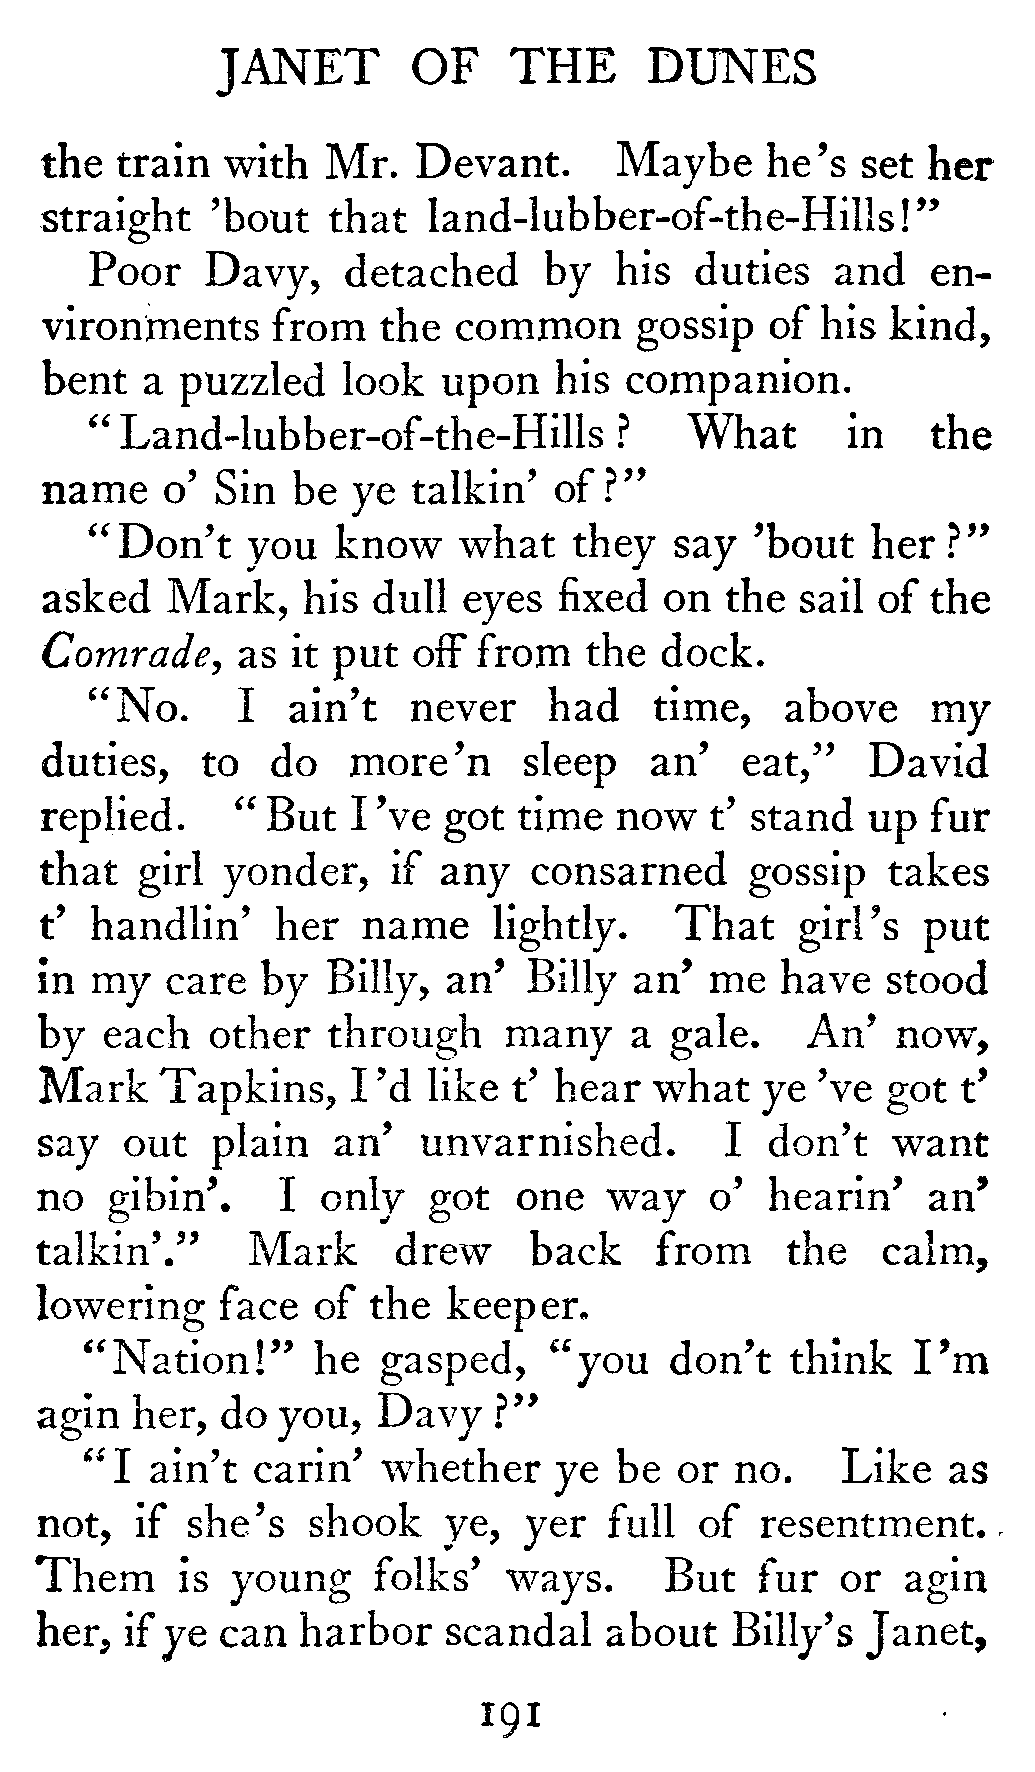 JANET OF THE DUNES
the train with Mr. Devant. Maybe he's set her
straight 'bout that land-lubber-of-the-Hills!"
Poor Davy, detached by his duties and en-
vironments from the common gossip of his kind,
bent a puzzled look upon his companion.
"Land-lubber-of-the-Hills? What in the
name o' Sin be ye talkin' of?"
"Don't you know what they say 'bout her?"
asked Mark, his dull eyes fixed on the sail of the
Comrade, as it put off from the dock.
"No. I ain't never had time, above my
duties, to do more'n sleep an' eat," David
replied. "But I've got time now t' stand up fur
that girl yonder, if any consarned gossip takes
t' handlin' her name lightly. That girl's put
in my care by Billy, an' Billy an' me have stood
by each other through many a gale. An' now,
Mark Tapkins, I'd like t' hear what ye've got t'
say out plain an' unvarnished. I don't want
no gibin'. I only got one way o' hearin' an'
talkin'." Mark drew back from the calm,
lowering face of the keeper.
"Nation!" he gasped, "you don't think I'm
agin her, do you, Davy?"
"I ain't carin' whether ye be or no. Like as
not, if she's shook ye, yer full of resentment.
Them is young folks' ways. But fur or agin
her, if ye can harbor scandal about Billy's Janet,
191